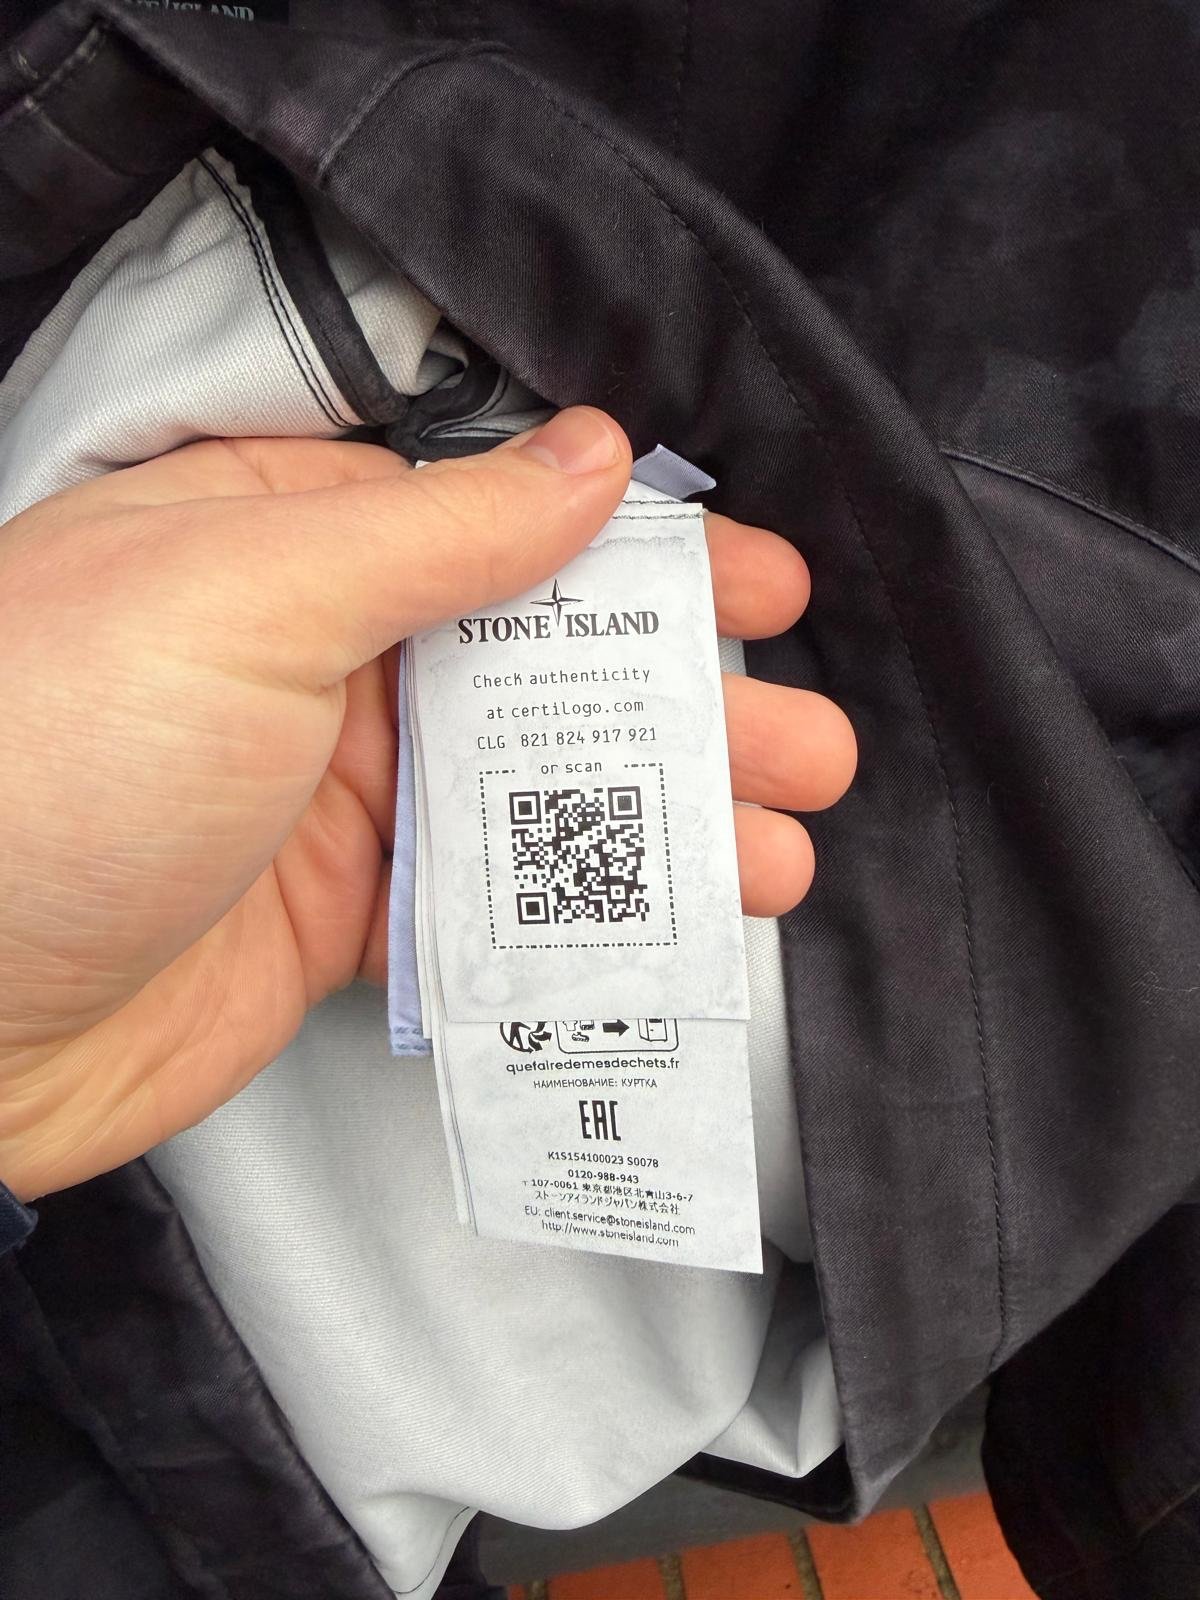 STONE ISLAND
Check authenticity
at certilogo.com
CLG 821 824 917 921
or scan
quefairedemesdechets.fr
НАИМЕНОВАНИЕ: КУРТКА
EAC
K1S154100023 S0078
0120-988-943
〒107-0061 東京都港区北青山3-6-7
ストーンアイランドジャパン株式会社
EU: client.service@stoneisland.com
http://www.stoneisland.com